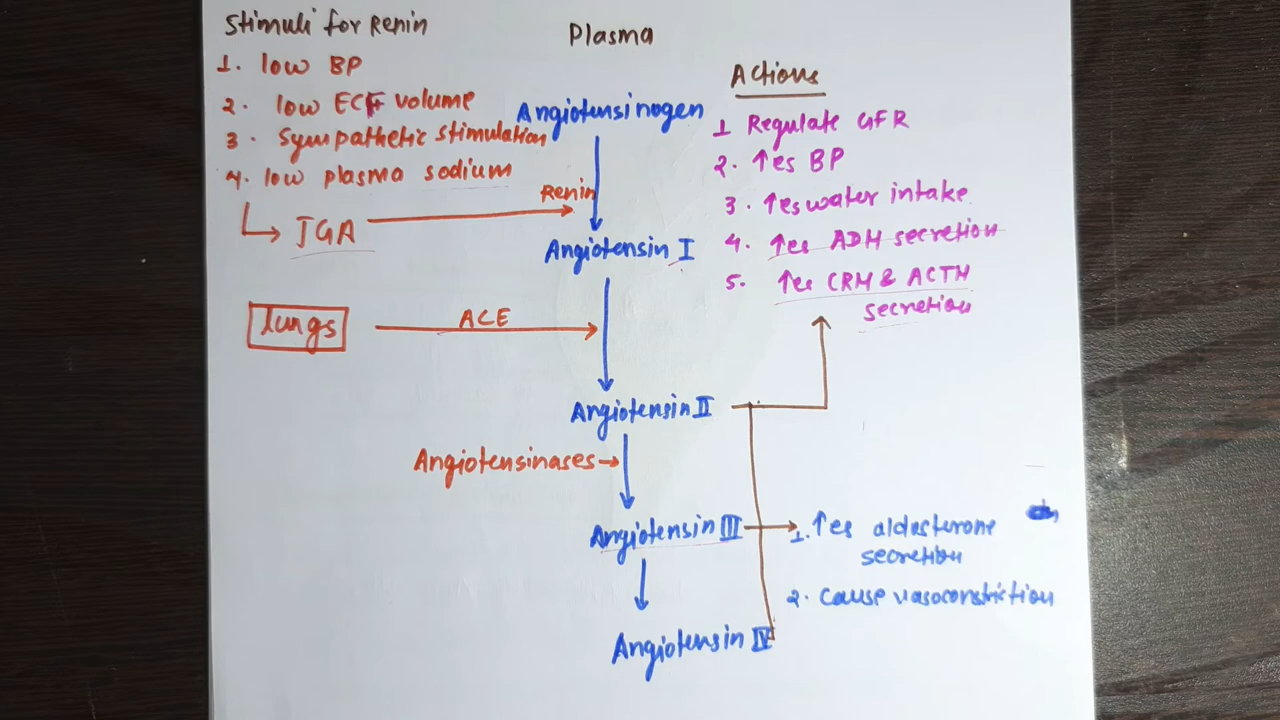 Stimuli for Renin
1. low BP
2. low ECF volume
3. Sympathetic stimulation
4. low plasma sodium
JGA
Plasma
Angiotensinogen
Renin
Angiotensin I
lungs
ACE
Angiotensin II
Angiotensinases
Angiotensin III
Angiotensin IV
Actions
1 Regulate GFR
2. ↑es BP
3. ↑es water intake
4. ↑es ADH secretion
5. ↑es CRH & ACTH
secretion
1. ↑es aldosterone
secretion
2. cause vasoconstriction